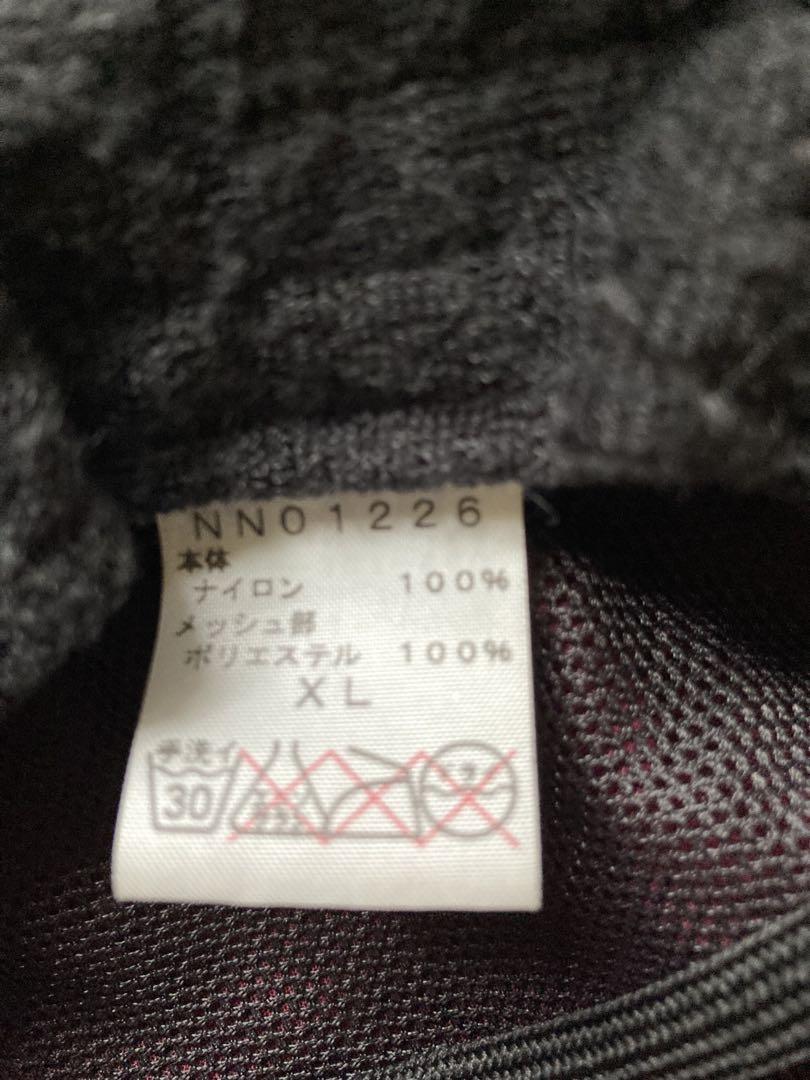 NN01226
本体
ナイロン 100%
メッシュ部
ポリエステル 100%
XL
手洗イ
30